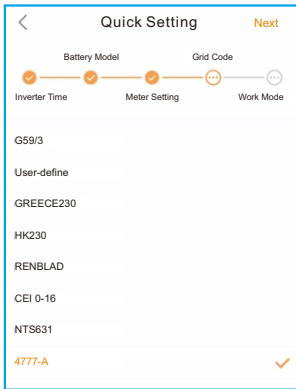 Quick Setting Next
Battery Model Grid Code
Inverter Time Meter Setting Work Mode
G59/3
User-define
GREECE230
HK230
RENBLAD
CEI 0-16
NTS631
4777-A